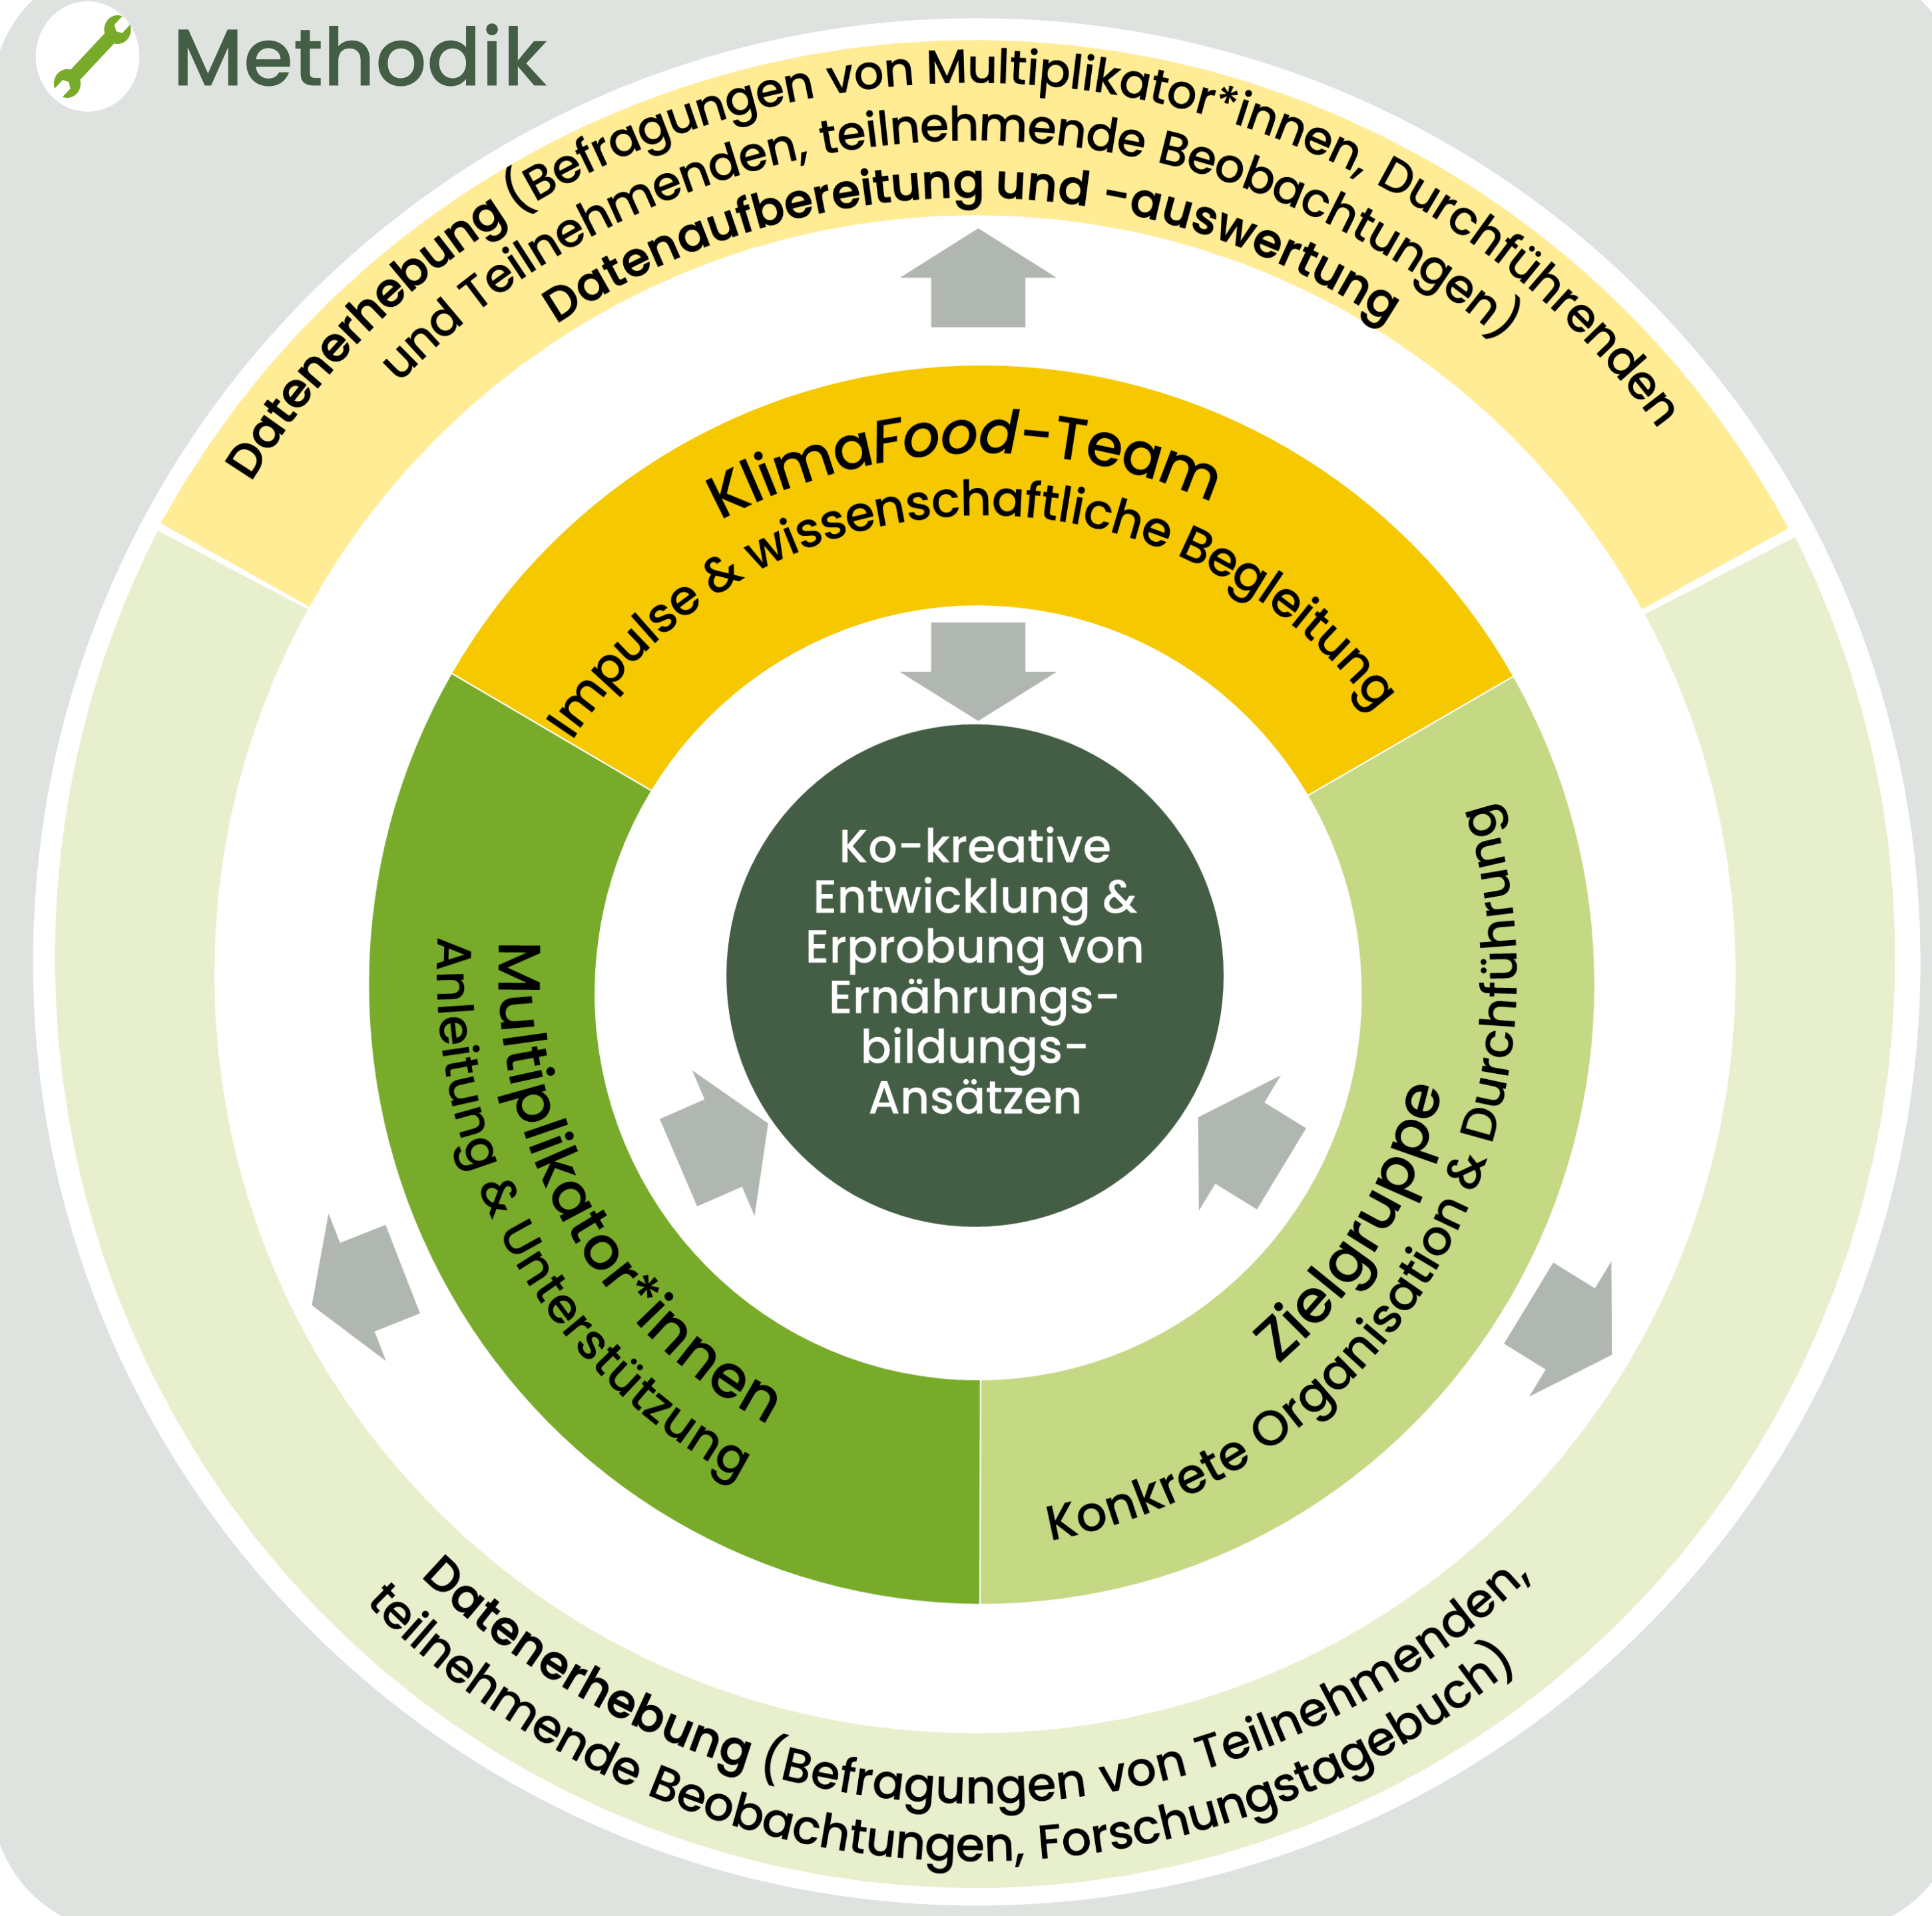 Methodik
Datenerhebung (Befragungen von Multiplikator*innen, Durchführenden
und Teilnehmenden, teilnehmende Beobachtungen)
Datenaufbereitung und -auswertung
KlimaFood-Team
Impulse & wissenschaftliche Begleitung
Ko-kreative
Entwicklung &
Erprobung von
Ernährungs-
bildungs-
Ansätzen
Multiplikator*innen
Anleitung & Unterstützung
Zielgruppe
Konkrete Organisation & Durchführung
Datenerhebung (Befragungen von Teilnehmenden,
teilnehmende Beobachtungen, Forschungstagebuch)